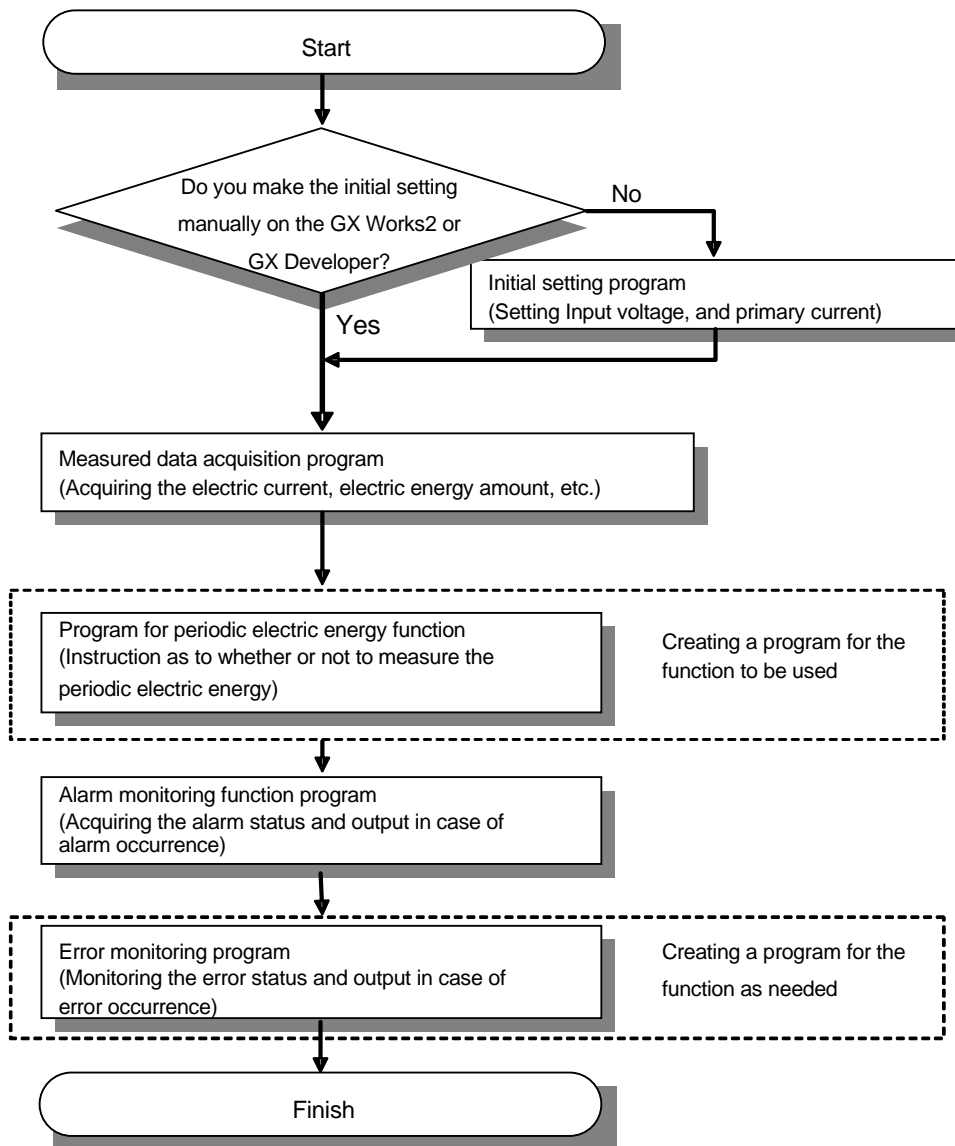 Start
Do you make the initial setting
manually on the GX Works2 or
GX Developer?
No
Initial setting program
(Setting Input voltage, and primary current)
Yes
Measured data acquisition program
(Acquiring the electric current, electric energy amount, etc.)
Program for periodic electric energy function
(Instruction as to whether or not to measure the
periodic electric energy)
Creating a program for the
function to be used
Alarm monitoring function program
(Acquiring the alarm status and output in case of
alarm occurrence)
Error monitoring program
(Monitoring the error status and output in case of
error occurrence)
Creating a program for the
function as needed
Finish